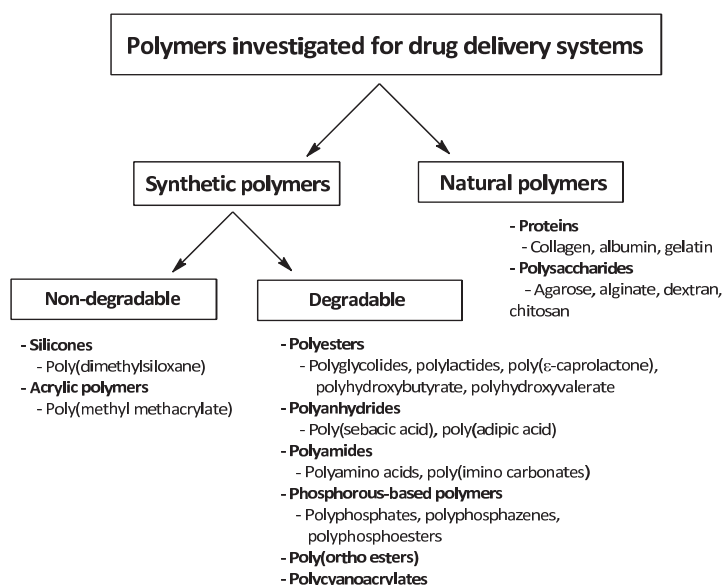 Polymers investigated for drug delivery systems
Synthetic polymers
Natural polymers
- Proteins
- Collagen, albumin, gelatin
- Polysaccharides
- Agarose, alginate, dextran,
chitosan
Non-degradable
- Silicones
- Poly(dimethylsiloxane)
- Acrylic polymers
- Poly(methyl methacrylate)
Degradable
- Polyesters
- Polyglycolides, polylactides, poly(ε-caprolactone),
polyhydroxybutyrate, polyhydroxyvalerate
- Polyanhydrides
- Poly(sebacic acid), poly(adipic acid)
- Polyamides
- Polyamino acids, poly(imino carbonates)
- Phosphorous-based polymers
- Polyphosphates, polyphosphazenes,
polyphosphoesters
- Poly(ortho esters)
- Polycyanoacrylates